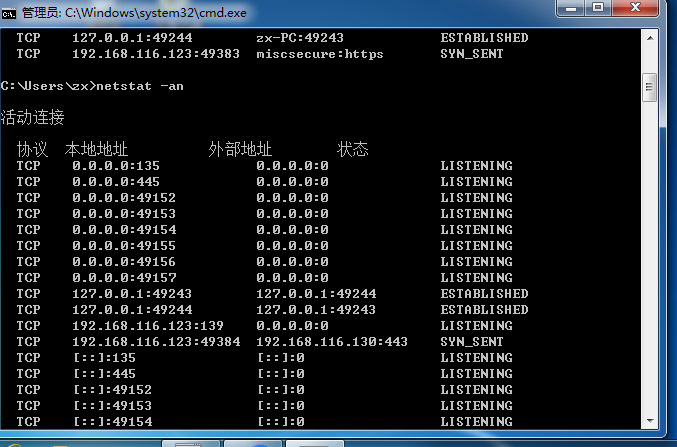 管理员: C:\Windows\system32\cmd.exe
TCP 127.0.0.1:49244 zx-PC:49243 ESTABLISHED
TCP 192.168.116.123:49383 miscsecure:https SYN_SENT
C:\Users\zx>netstat -an
活动连接
协议 本地地址 外部地址 状态
TCP 0.0.0.0:135 0.0.0.0:0 LISTENING
TCP 0.0.0.0:445 0.0.0.0:0 LISTENING
TCP 0.0.0.0:49152 0.0.0.0:0 LISTENING
TCP 0.0.0.0:49153 0.0.0.0:0 LISTENING
TCP 0.0.0.0:49154 0.0.0.0:0 LISTENING
TCP 0.0.0.0:49155 0.0.0.0:0 LISTENING
TCP 0.0.0.0:49156 0.0.0.0:0 LISTENING
TCP 0.0.0.0:49157 0.0.0.0:0 LISTENING
TCP 127.0.0.1:49243 127.0.0.1:49244 ESTABLISHED
TCP 127.0.0.1:49244 127.0.0.1:49243 ESTABLISHED
TCP 192.168.116.123:139 0.0.0.0:0 LISTENING
TCP 192.168.116.123:49384 192.168.116.130:443 SYN_SENT
TCP [::]:135 [::]:0 LISTENING
TCP [::]:445 [::]:0 LISTENING
TCP [::]:49152 [::]:0 LISTENING
TCP [::]:49153 [::]:0 LISTENING
TCP [::]:49154 [::]:0 LISTENING